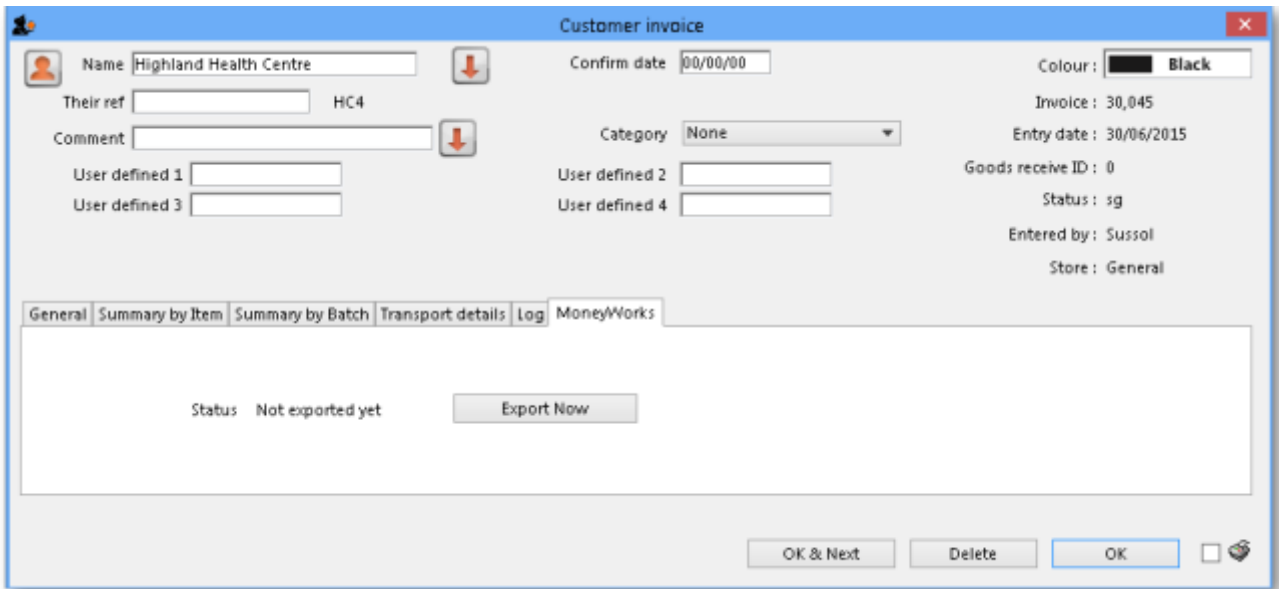 Customer invoice
Name Highland Health Centre Confirm date 00/00/00 Colour : Black
Their ref HC4 Invoice : 30,045
Comment Category None Entry date : 30/06/2015
User defined 1 User defined 2 Goods receive ID : 0
User defined 3 User defined 4 Status : sg
Entered by : Sussol
Store : General
General Summary by Item Summary by Batch Transport details Log MoneyWorks
Status Not exported yet Export Now
OK & Next Delete OK